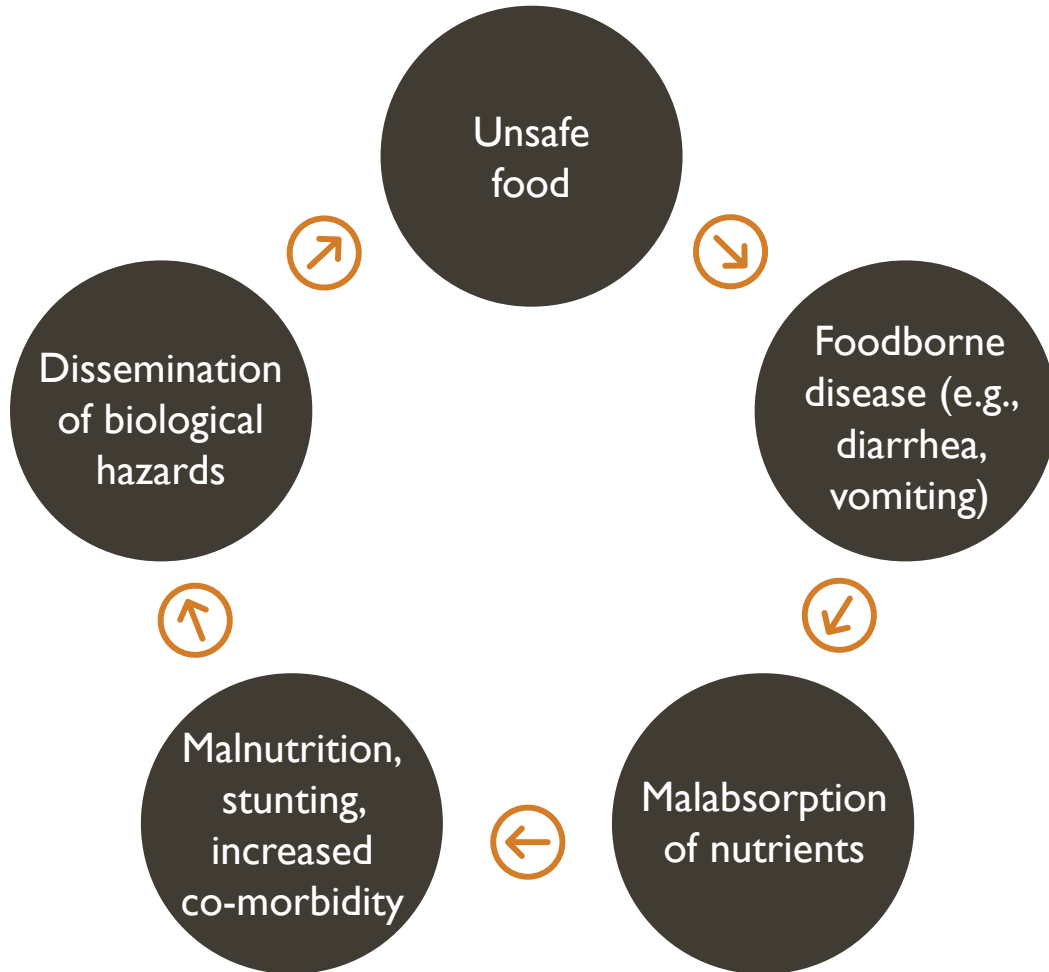 Unsafe
food
Foodborne
disease (e.g.,
diarrhea,
vomiting)
Malabsorption
of nutrients
Malnutrition,
stunting,
increased
co-morbidity
Dissemination
of biological
hazards